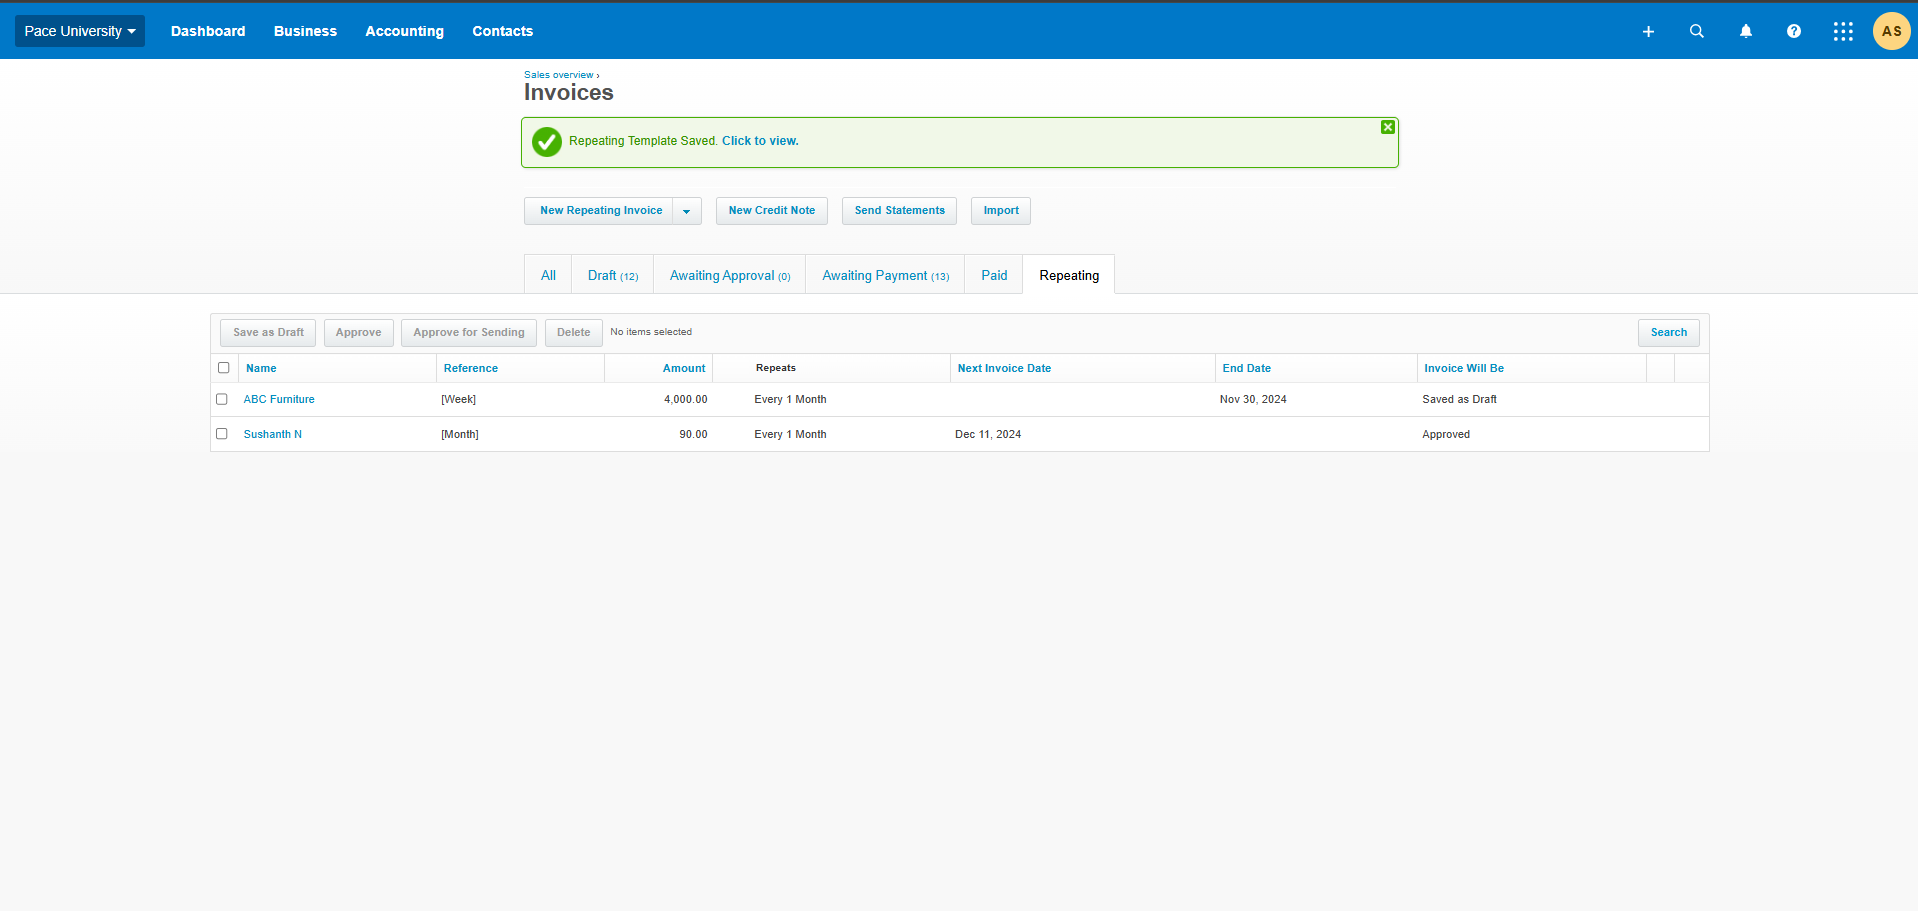 Pace University Dashboard Business Accounting Contacts AS
Sales overview ›
Invoices
Repeating Template Saved. Click to view.
New Repeating Invoice New Credit Note Send Statements Import
All Draft (12) Awaiting Approval (0) Awaiting Payment (13) Paid Repeating
Save as Draft Approve Approve for Sending Delete No items selected Search
Name Reference Amount Repeats Next Invoice Date End Date Invoice Will Be
ABC Furniture [Week] 4,000.00 Every 1 Month Nov 30, 2024 Saved as Draft
Sushanth N [Month] 90.00 Every 1 Month Dec 11, 2024 Approved